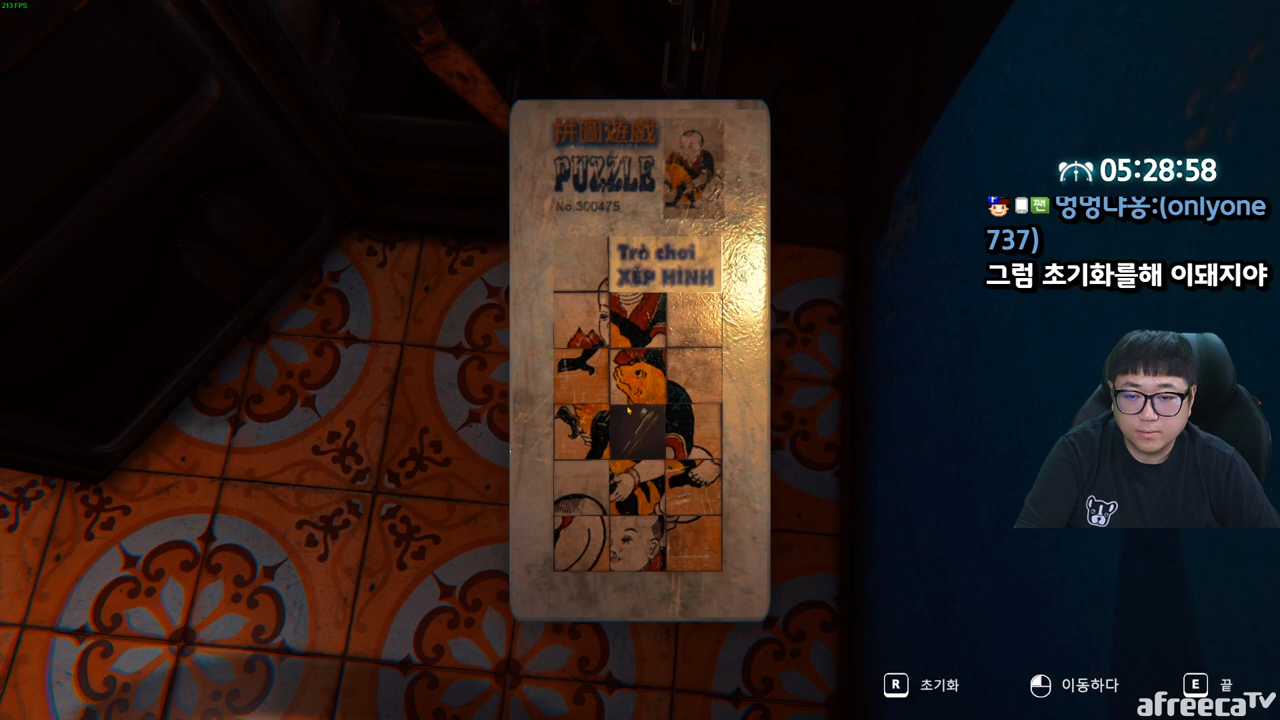 213 FPS
拼圖遊戲
PUZZLE
No.300475
Trò chơi
XẾP HÌNH
05:28:58
팬 멍멍냐옹:(onlyone
737)
그럼 초기화를해 이돼지야
R 초기화
이동하다
E 끝
afreecaTV